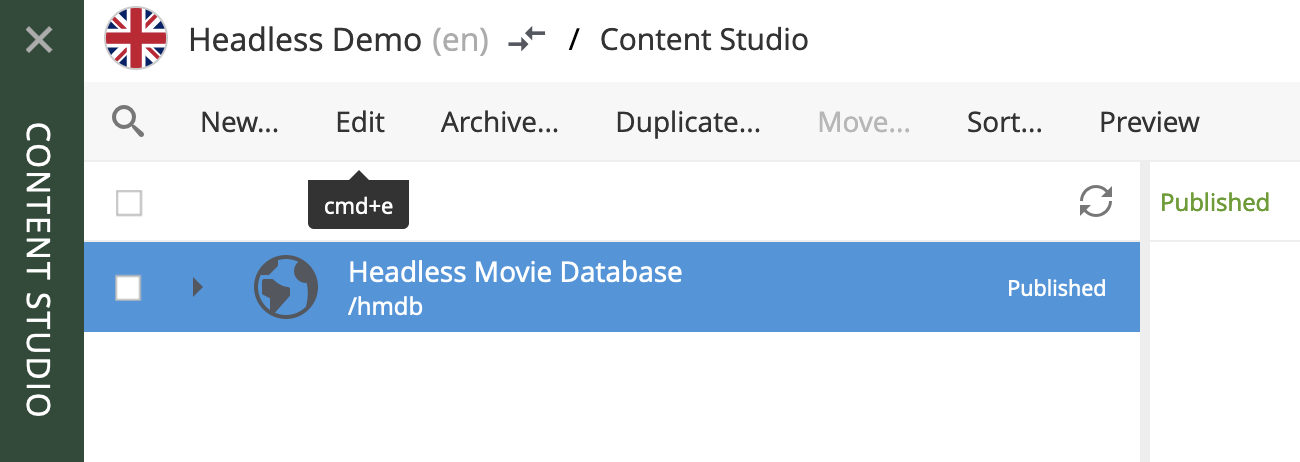 Headless Demo (en) / Content Studio
New... Edit Archive... Duplicate... Move... Sort... Preview
cmd+e
Published
Headless Movie Database
/hmdb
Published
CONTENT STUDIO